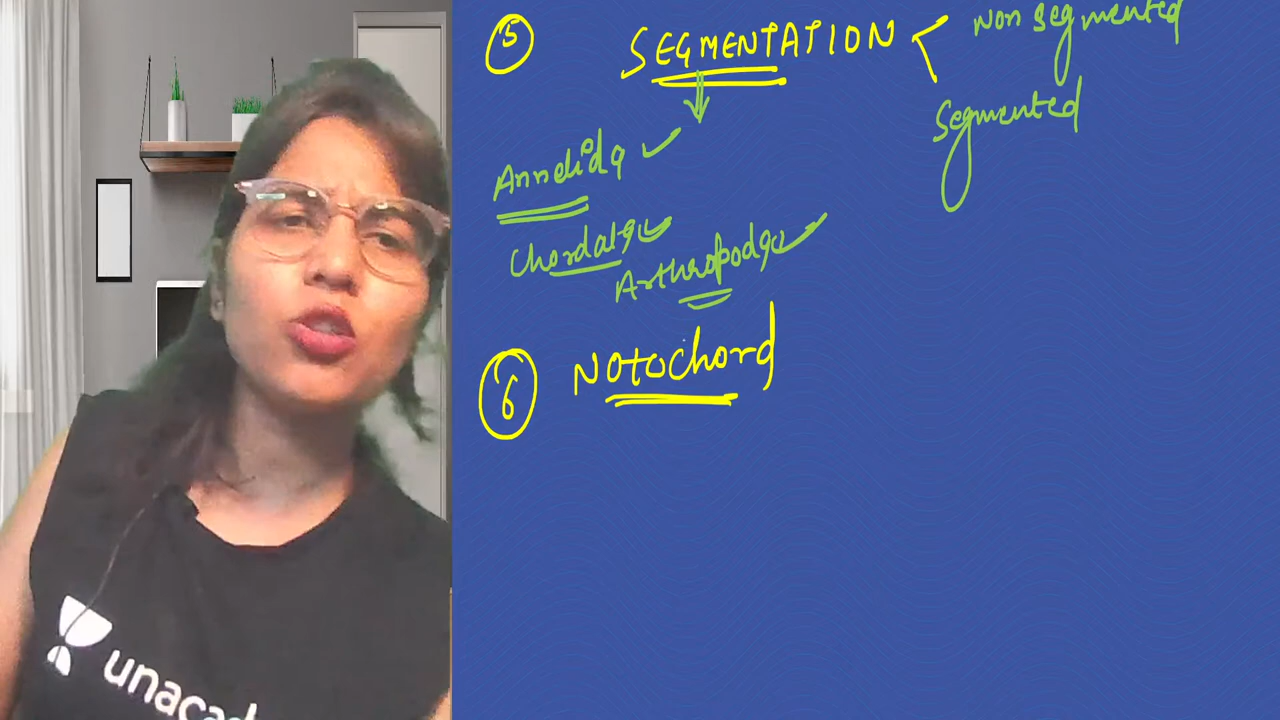 5 SEGMENTATION
Non segmented
Segmented
Annelida
Chordata
Arthropoda
6 Notochord
unacad